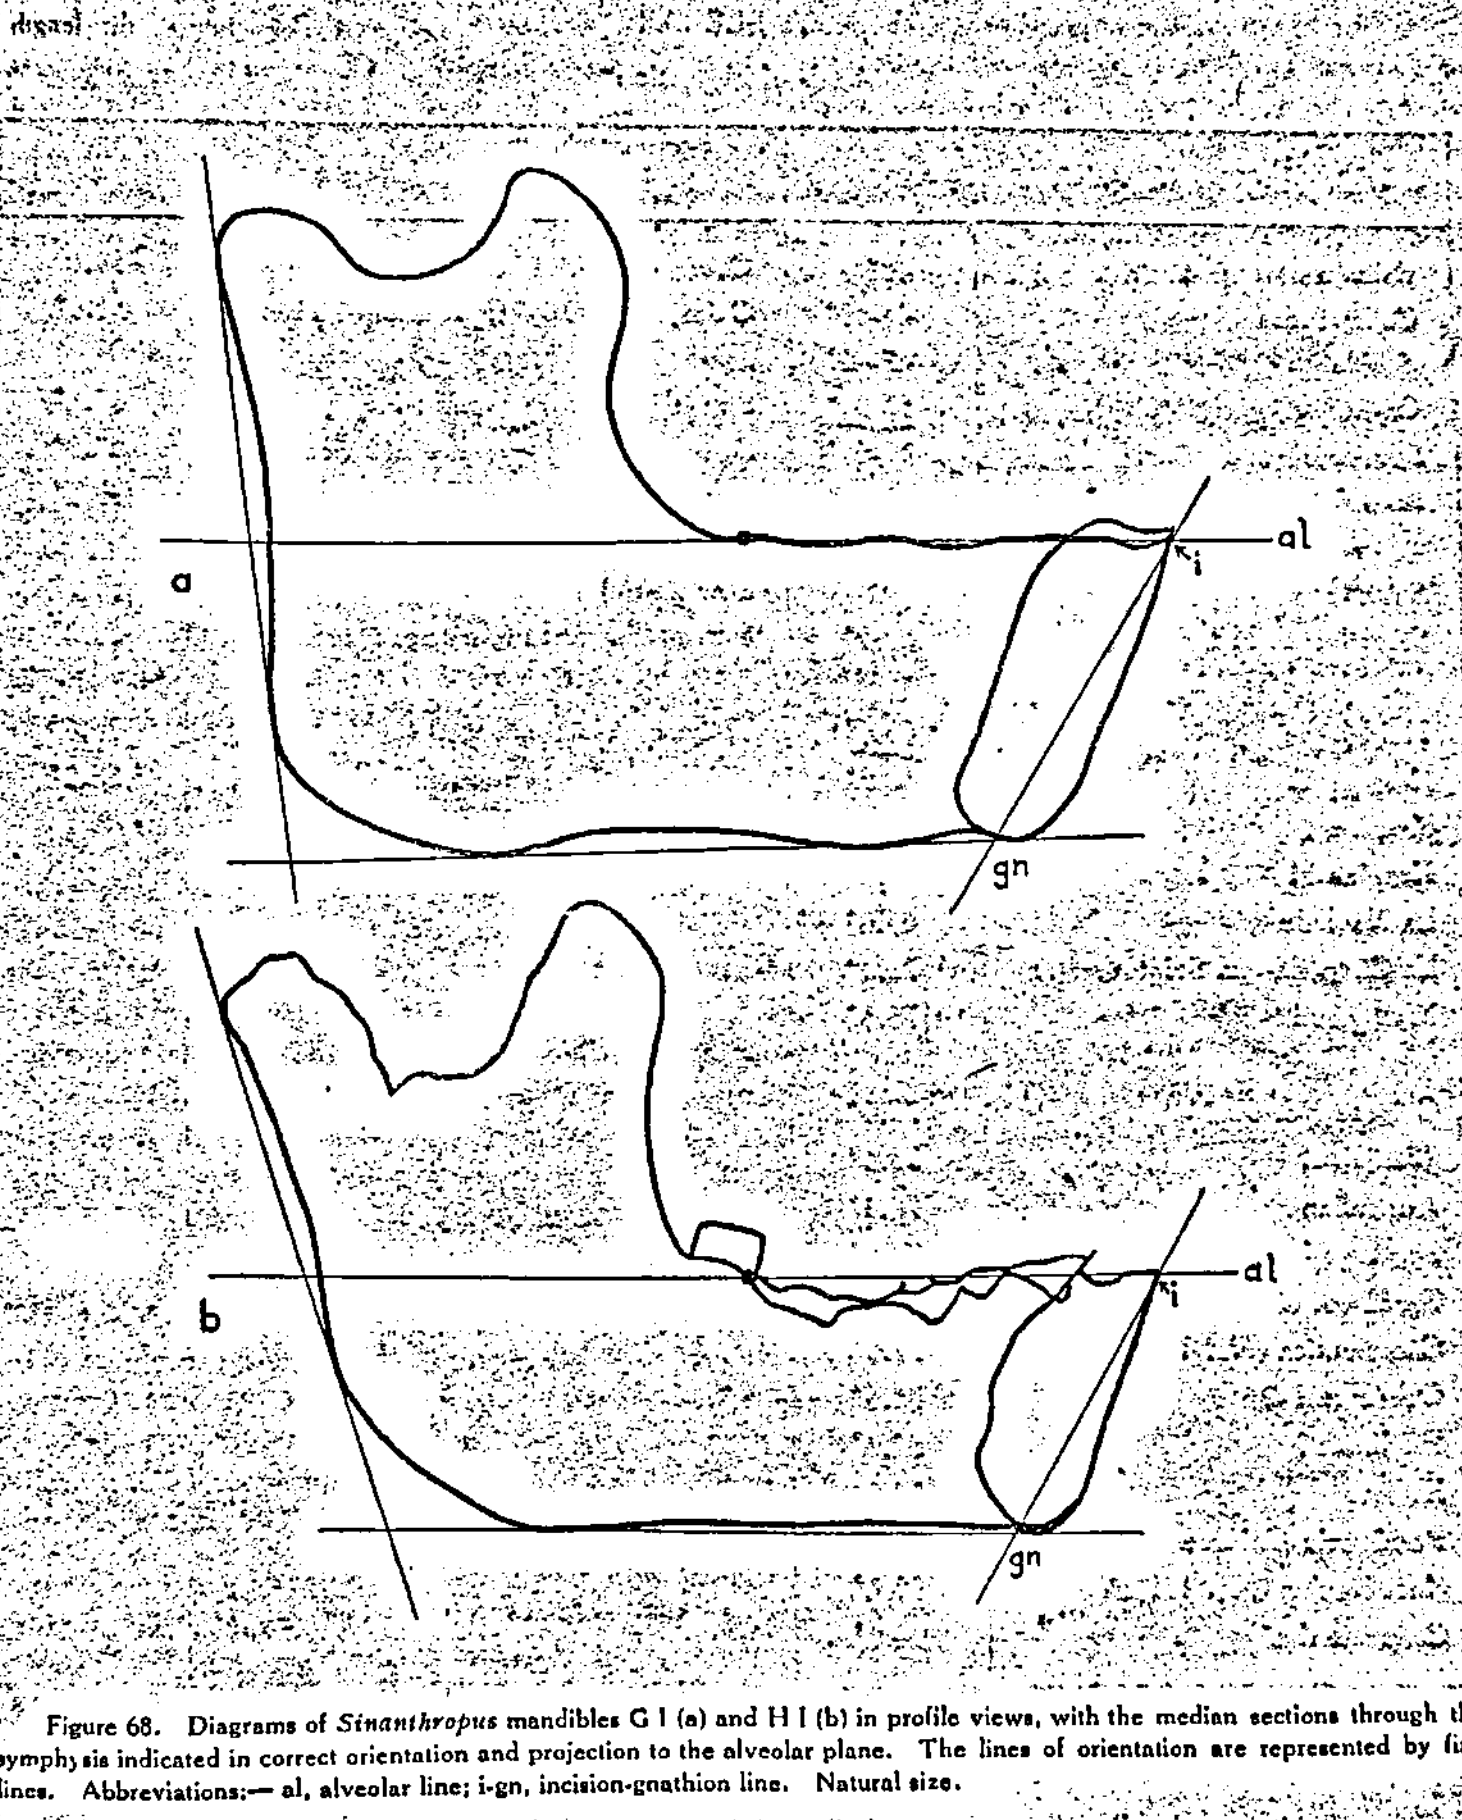 al
i
a
gn
al
i
b
gn
Figure 68. Diagrams of Sinanthropus mandibles G I (a) and H I (b) in profile views, with the median sections through
symphysis indicated in correct orientation and projection to the alveolar plane. The lines of orientation are represented by
lines. Abbreviations:— al, alveolar line; i-gn, incision-gnathion line. Natural size.